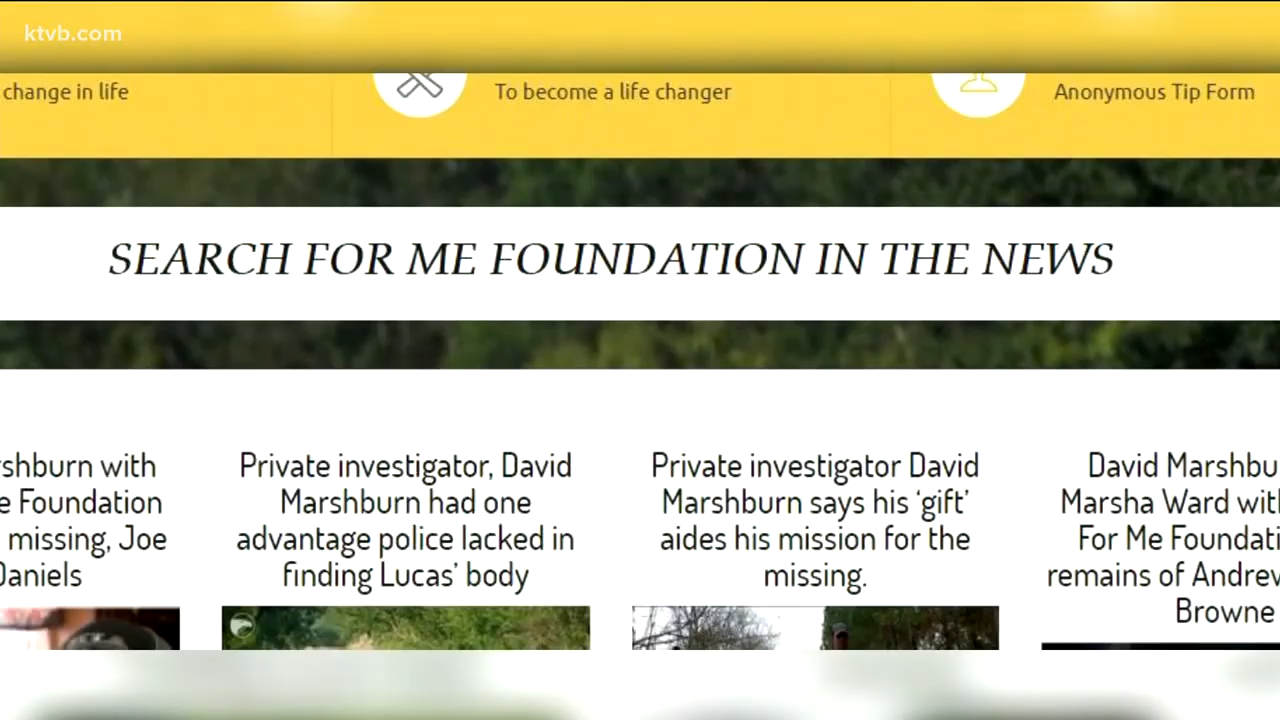 ktvb.com
change in life
To become a life changer
Anonymous Tip Form
SEARCH FOR ME FOUNDATION IN THE NEWS
shburn with
Foundation
missing, Joe
Daniels
Private investigator, David
Marshburn had one
advantage police lacked in
finding Lucas’ body
Private investigator David
Marshburn says his ‘gift’
aides his mission for the
missing.
David Marshbu
Marsha Ward with
For Me Foundati
remains of Andrew
Browne